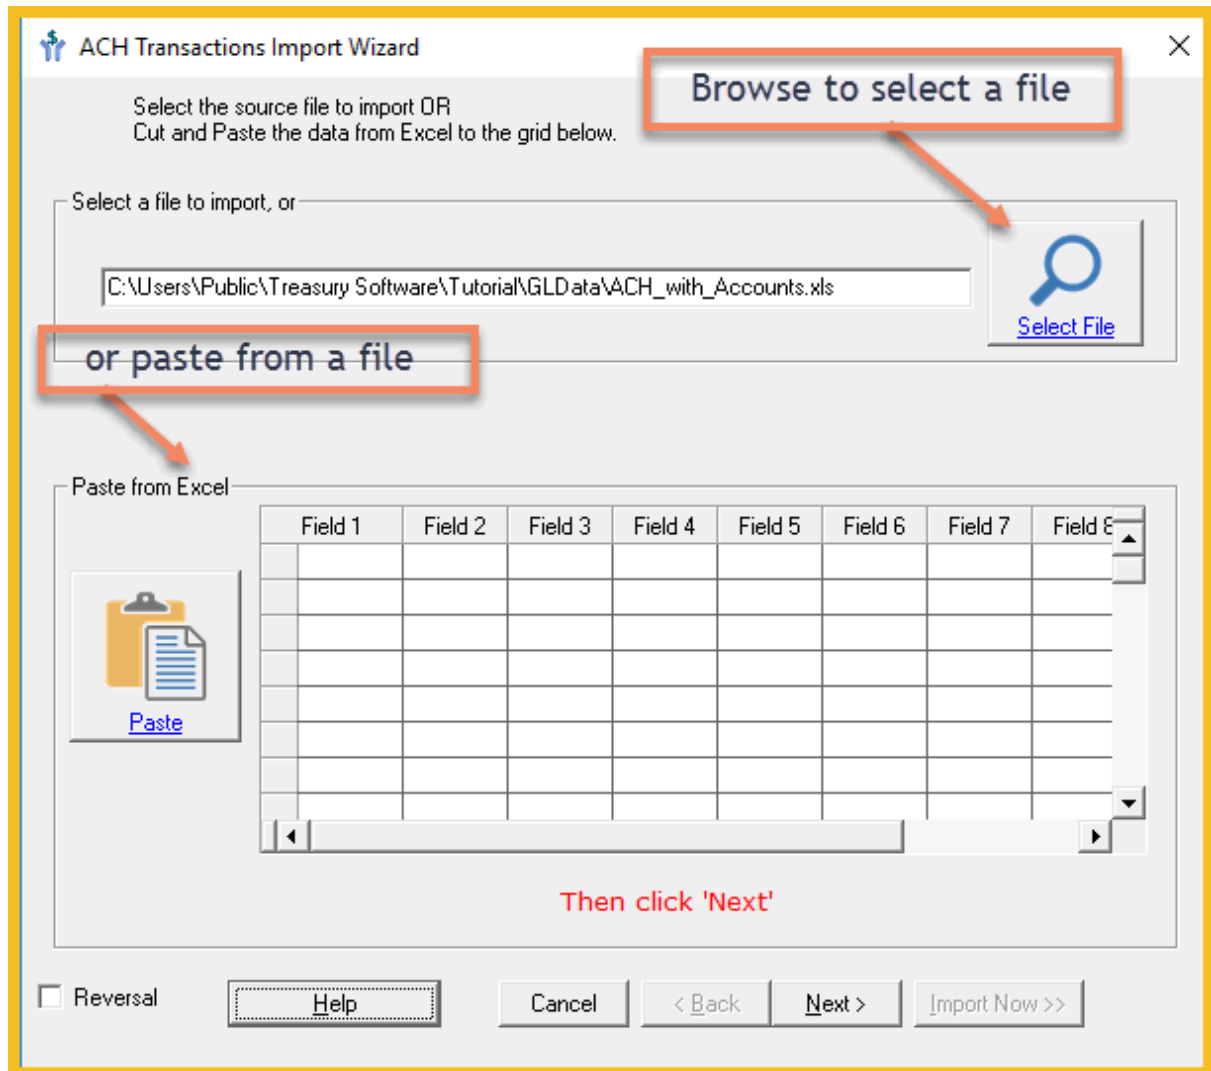 ACH Transactions Import Wizard
Browse to select a file
Select the source file to import OR
Cut and Paste the data from Excel to the grid below.
Select a file to import, or
C:\Users\Public\Treasury Software\Tutorial\GLData\ACH_with_Accounts.xls
Select File
or paste from a file
Paste from Excel
Field 1 Field 2 Field 3 Field 4 Field 5 Field 6 Field 7 Field 8
Paste
Then click 'Next'
Reversal Help Cancel < Back Next > Import Now >>